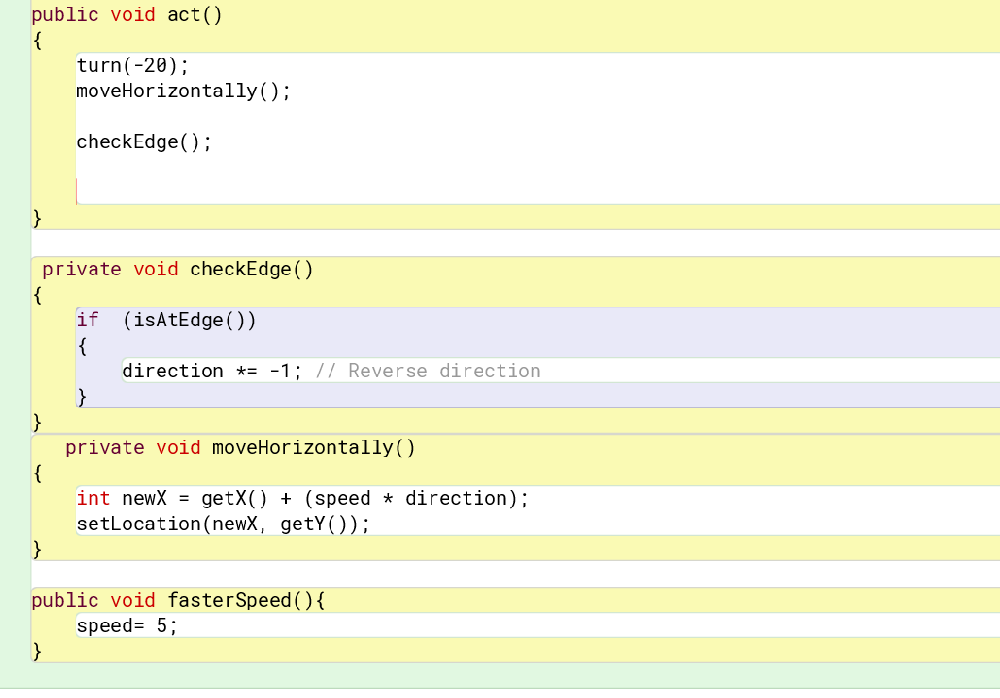 public void act()
{
turn(-20);
moveHorizontally();
checkEdge();
}
private void checkEdge()
{
if  (isAtEdge())
{
direction *= -1; // Reverse direction
}
}
private void moveHorizontally()
{
int newX = getX() + (speed * direction);
setLocation(newX, getY());
}
public void fasterSpeed(){
speed= 5;
}